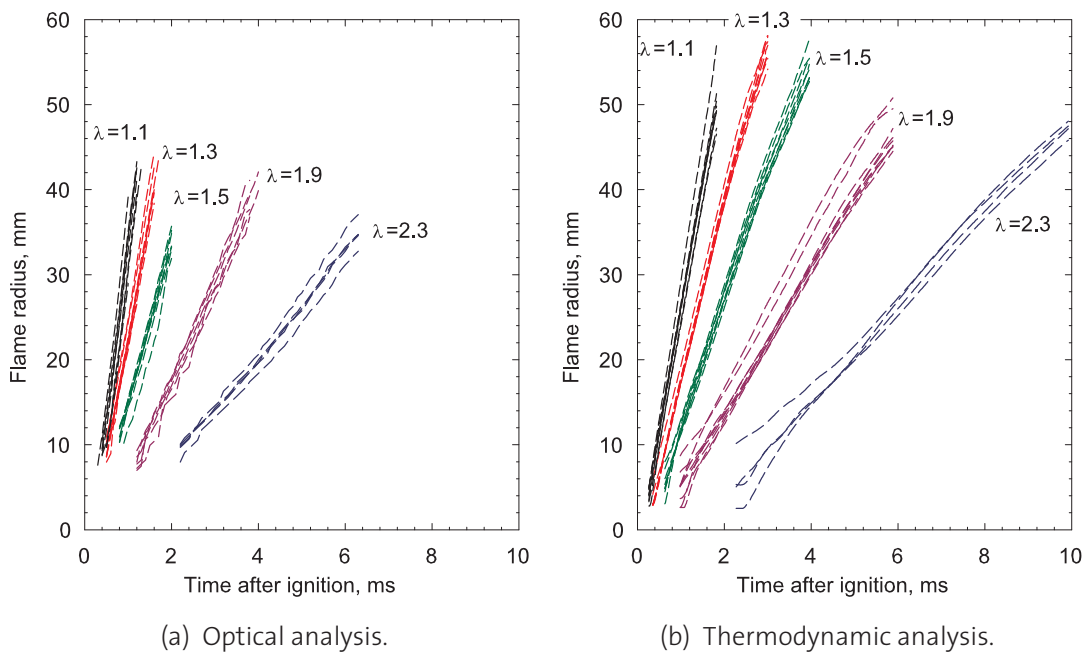 60
50
40
30
20
10
0
Flame radius, mm
λ=1.1
λ=1.3
λ=1.5
λ=1.9
λ=2.3
0 2 4 6 8 10
Time after ignition, ms
(a) Optical analysis.
60
50
40
30
20
10
0
Flame radius, mm
λ=1.3
λ=1.1
λ=1.5
λ=1.9
λ=2.3
0 2 4 6 8 10
Time after ignition, ms
(b) Thermodynamic analysis.